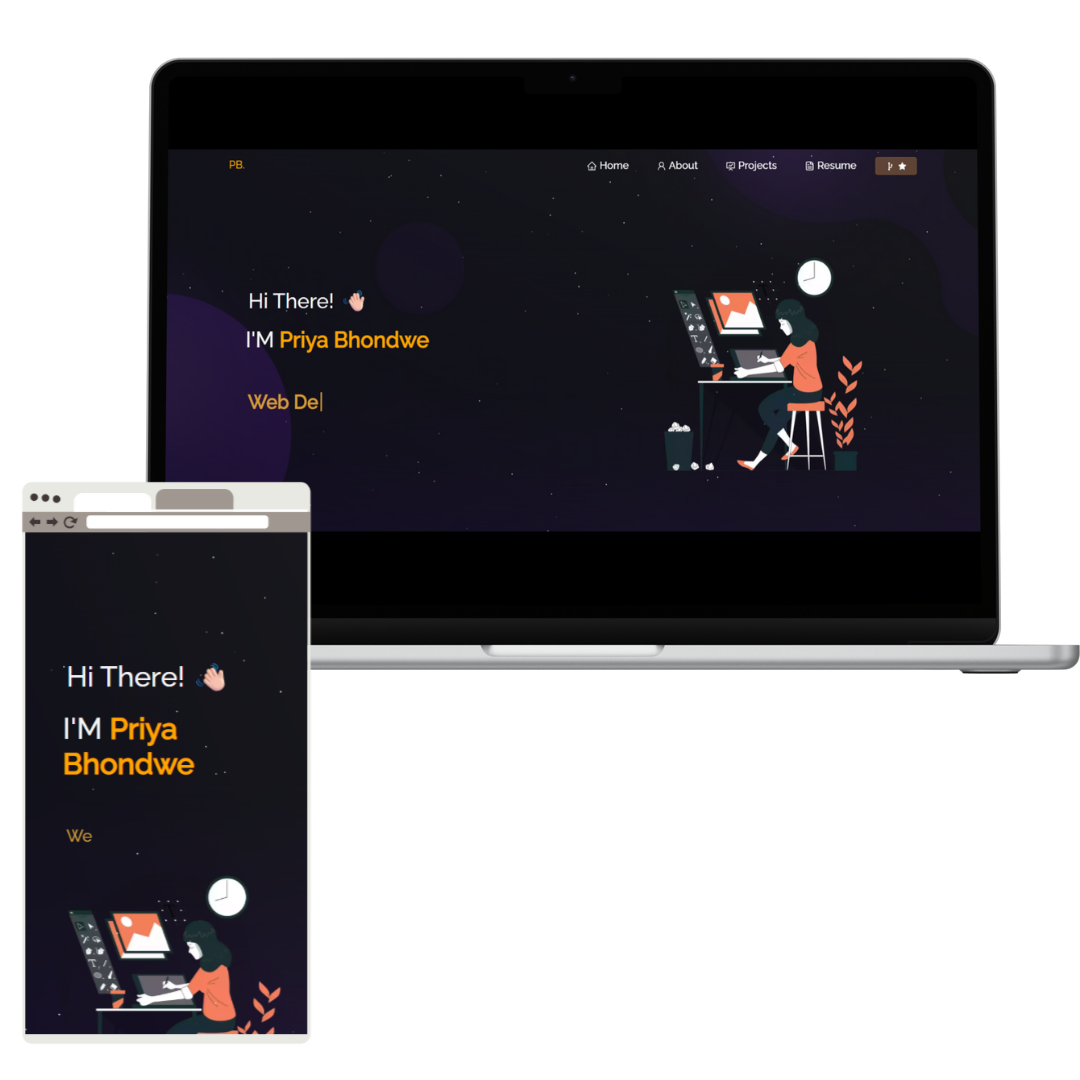 PB.
Home
About
Projects
Resume
Hi There!
I'M Priya Bhondwe
Web De|
Hi There!
I'M Priya
Bhondwe
We